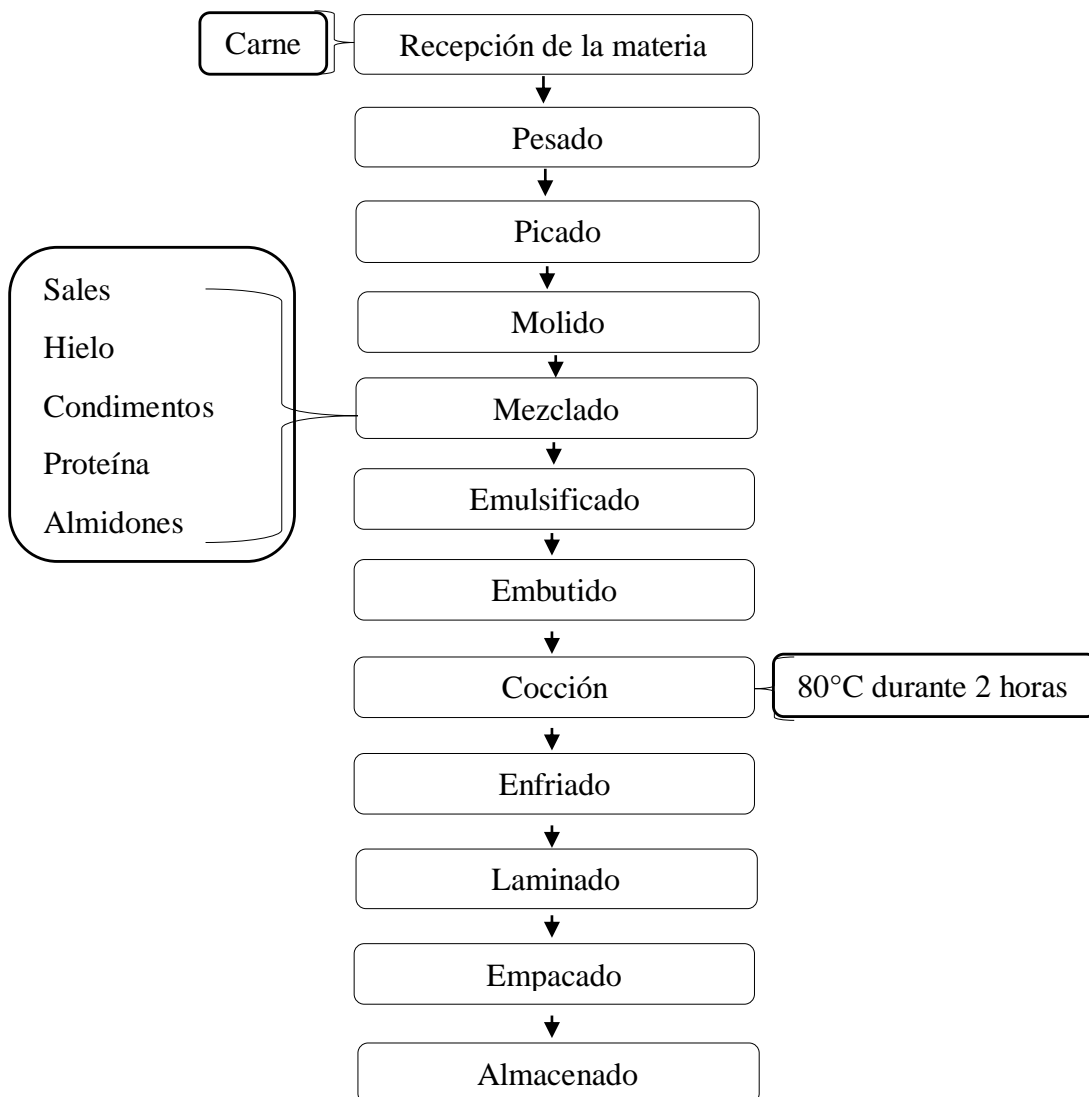 Carne
Recepción de la materia
Pesado
Picado
Molido
Sales
Hielo
Condimentos
Proteína
Almidones
Mezclado
Emulsificado
Embutido
Cocción
80°C durante 2 horas
Enfriado
Laminado
Empacado
Almacenado